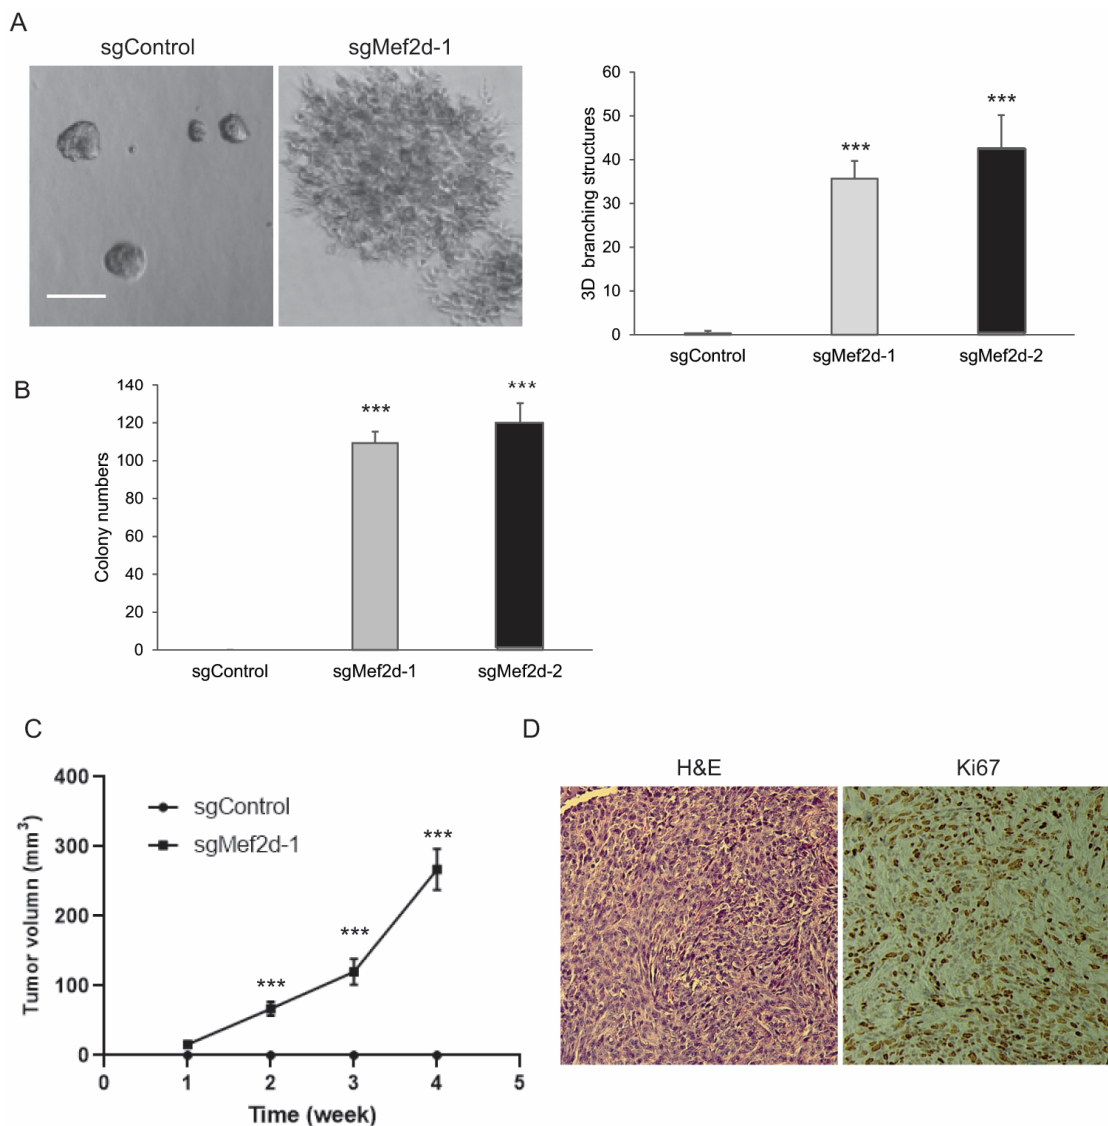 A
sgControl
sgMef2d-1
3D branching structures
60
50
40
30
20
10
0
***
***
sgControl
sgMef2d-1
sgMef2d-2
B
Colony numbers
140
120
100
80
60
40
20
0
***
***
sgControl
sgMef2d-1
sgMef2d-2
C
Tumor volumn (mm³)
400
300
200
100
0
sgControl
sgMef2d-1
***
***
***
0
1
2
3
4
5
Time (week)
D
H&E
Ki67